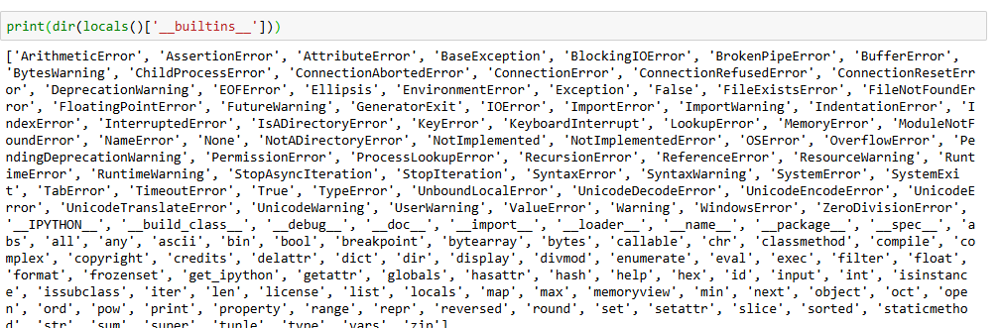 print(dir(locals()['__builtins__']))
['ArithmeticError', 'AssertionError', 'AttributeError', 'BaseException', 'BlockingIOError', 'BrokenPipeError', 'BufferError',
'BytesWarning', 'ChildProcessError', 'ConnectionAbortedError', 'ConnectionError', 'ConnectionRefusedError', 'ConnectionResetErr
or', 'DeprecationWarning', 'EOFError', 'Ellipsis', 'EnvironmentError', 'Exception', 'False', 'FileExistsError', 'FileNotFoundEr
ror', 'FloatingPointError', 'FutureWarning', 'GeneratorExit', 'IOError', 'ImportError', 'ImportWarning', 'IndentationError', 'I
ndexError', 'InterruptedError', 'IsADirectoryError', 'KeyError', 'KeyboardInterrupt', 'LookupError', 'MemoryError', 'ModuleNotF
oundError', 'NameError', 'None', 'NotADirectoryError', 'NotImplemented', 'NotImplementedError', 'OSError', 'OverflowError', 'Pe
ndingDeprecationWarning', 'PermissionError', 'ProcessLookupError', 'RecursionError', 'ReferenceError', 'ResourceWarning', 'Runt
imeError', 'RuntimeWarning', 'StopAsyncIteration', 'StopIteration', 'SyntaxError', 'SyntaxWarning', 'SystemError', 'SystemExi
t', 'TabError', 'TimeoutError', 'True', 'TypeError', 'UnboundLocalError', 'UnicodeDecodeError', 'UnicodeEncodeError', 'UnicodeE
rror', 'UnicodeTranslateError', 'UnicodeWarning', 'UserWarning', 'ValueError', 'Warning', 'WindowsError', 'ZeroDivisionError',
'__IPYTHON__', '__build_class__', '__debug__', '__doc__', '__import__', '__loader__', '__name__', '__package__', '__spec__', 'a
bs', 'all', 'any', 'ascii', 'bin', 'bool', 'breakpoint', 'bytearray', 'bytes', 'callable', 'chr', 'classmethod', 'compile', 'co
mplex', 'copyright', 'credits', 'delattr', 'dict', 'dir', 'display', 'divmod', 'enumerate', 'eval', 'exec', 'filter', 'float',
'format', 'frozenset', 'get_ipython', 'getattr', 'globals', 'hasattr', 'hash', 'help', 'hex', 'id', 'input', 'int', 'isinstanc
e', 'issubclass', 'iter', 'len', 'license', 'list', 'locals', 'map', 'max', 'memoryview', 'min', 'next', 'object', 'oct', 'ope
n', 'ord', 'pow', 'print', 'property', 'range', 'repr', 'reversed', 'round', 'set', 'setattr', 'slice', 'sorted', 'staticmetho
d', 'str', 'sum', 'super', 'tuple', 'type', 'vars', 'zip']